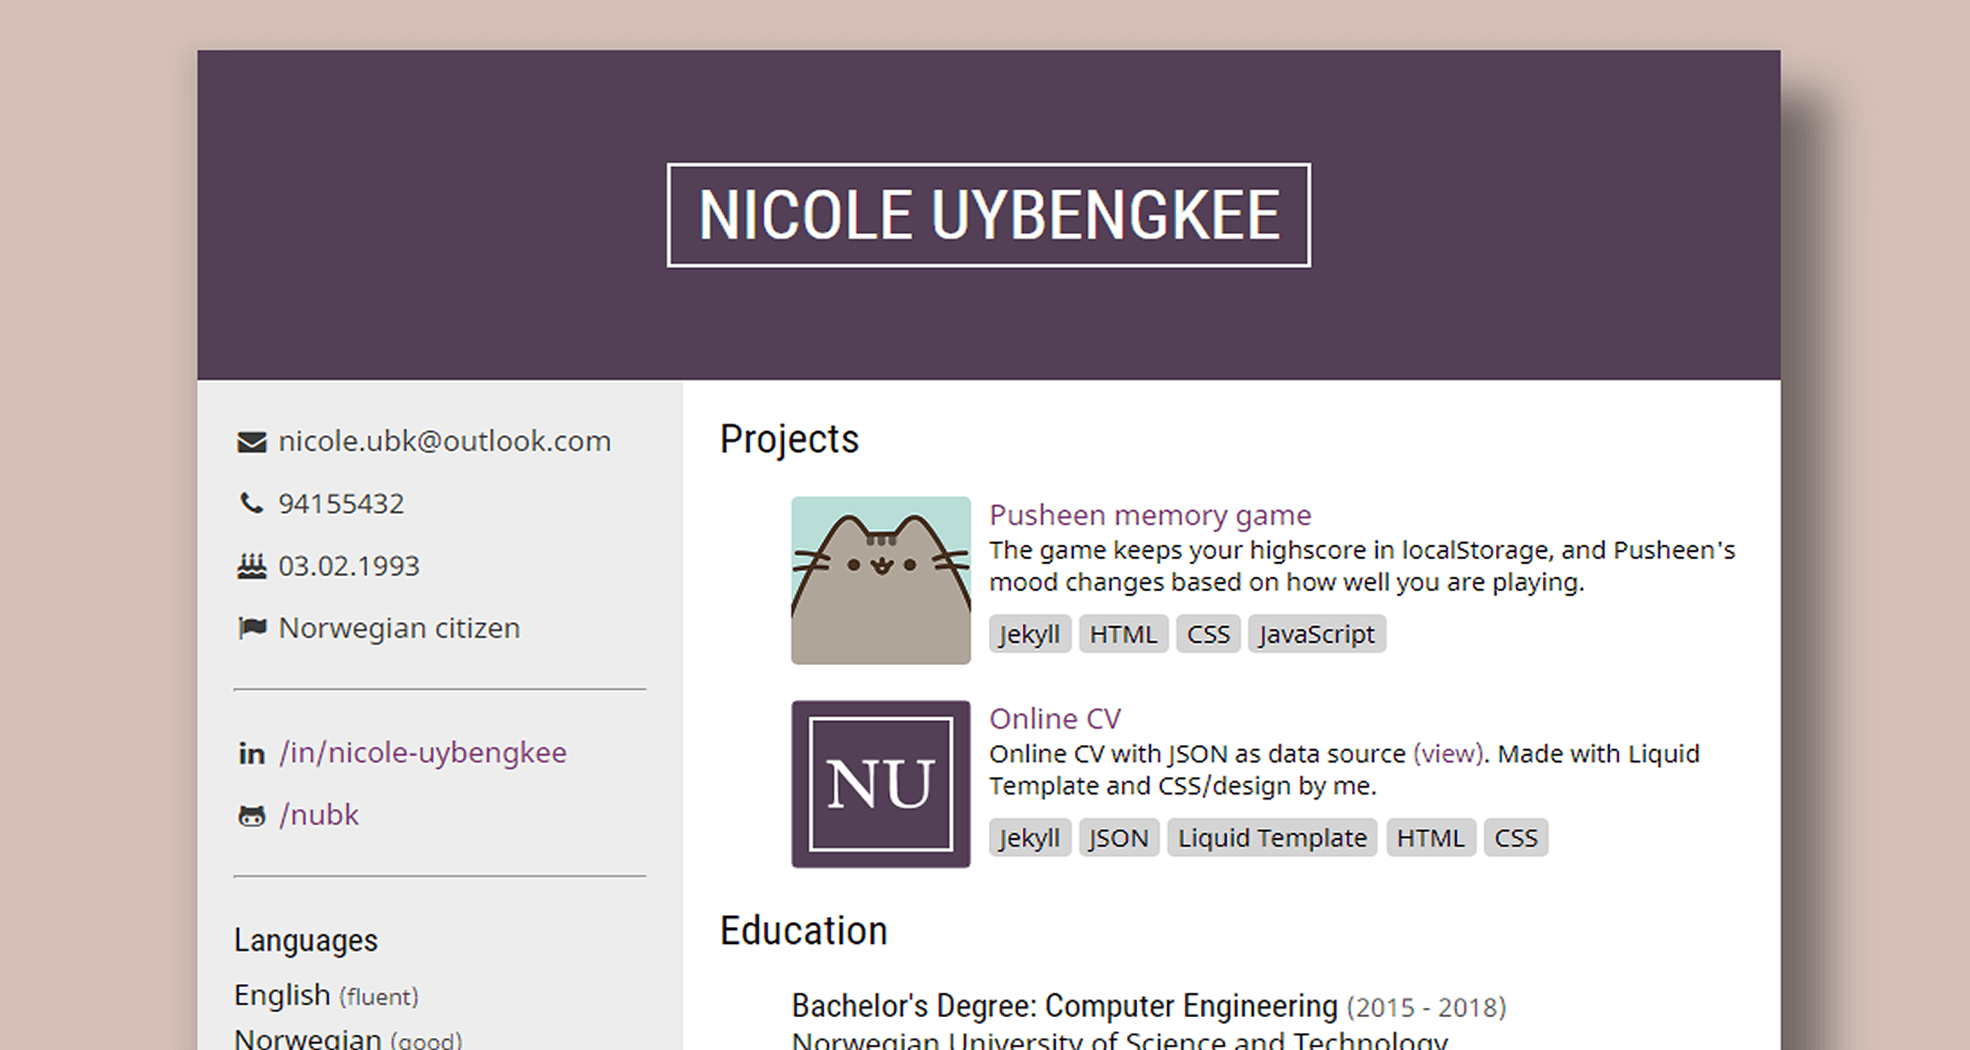 NICOLE UYBENGKEE
nicole.ubk@outlook.com
94155432
03.02.1993
Norwegian citizen
in /in/nicole-uybengkee
/nubk
Languages
English (fluent)
Norwegian (good)
Projects
Pusheen memory game
The game keeps your highscore in localStorage, and Pusheen's
mood changes based on how well you are playing.
Jekyll HTML CSS JavaScript
NU
Online CV
Online CV with JSON as data source (view). Made with Liquid
Template and CSS/design by me.
Jekyll JSON Liquid Template HTML CSS
Education
Bachelor's Degree: Computer Engineering (2015 - 2018)
Norwegian University of Science and Technology